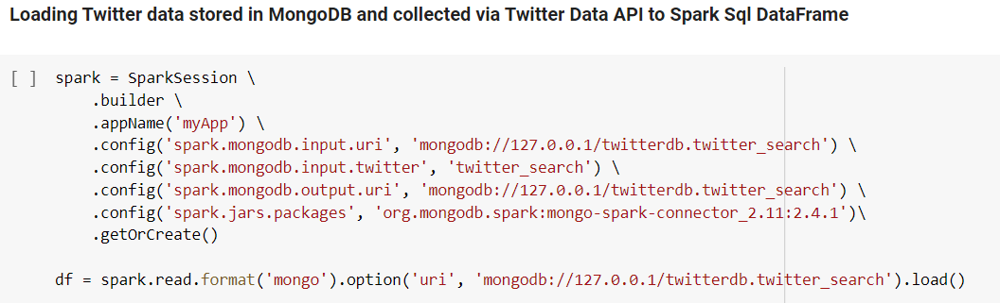 Loading Twitter data stored in MongoDB and collected via Twitter Data API to Spark Sql DataFrame
[ ] spark = SparkSession \
.builder \
.appName('myApp') \
.config('spark.mongodb.input.uri', 'mongodb://127.0.0.1/twitterdb.twitter_search') \
.config('spark.mongodb.input.twitter', 'twitter_search') \
.config('spark.mongodb.output.uri', 'mongodb://127.0.0.1/twitterdb.twitter_search') \
.config('spark.jars.packages', 'org.mongodb.spark:mongo-spark-connector_2.11:2.4.1')\
.getOrCreate()
df = spark.read.format('mongo').option('uri', 'mongodb://127.0.0.1/twitterdb.twitter_search').load()